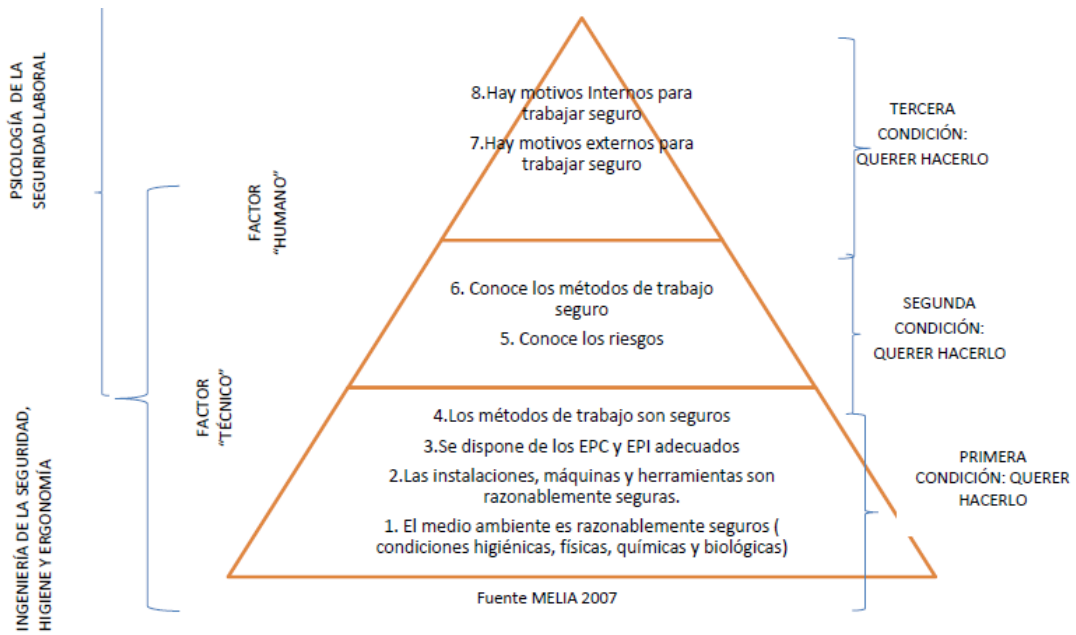 PSICOLOGÍA DE LA
SEGURIDAD LABORAL
INGENIERÍA DE LA SEGURIDAD,
HIGIENE Y ERGONOMÍA
FACTOR
“HUMANO”
FACTOR
“TÉCNICO”
8.Hay motivos Internos para
trabajar seguro
7.Hay motivos externos para
trabajar seguro
6. Conoce los métodos de trabajo
seguro
5. Conoce los riesgos
4.Los métodos de trabajo son seguros
3.Se dispone de los EPC y EPI adecuados
2.Las instalaciones, máquinas y herramientas son
razonablemente seguras.
1. El medio ambiente es razonablemente seguros (
condiciones higiénicas, físicas, químicas y biológicas)
Fuente MELIA 2007
TERCERA
CONDICIÓN:
QUERER HACERLO
SEGUNDA
CONDICIÓN:
QUERER HACERLO
PRIMERA
CONDICIÓN: QUERER
HACERLO